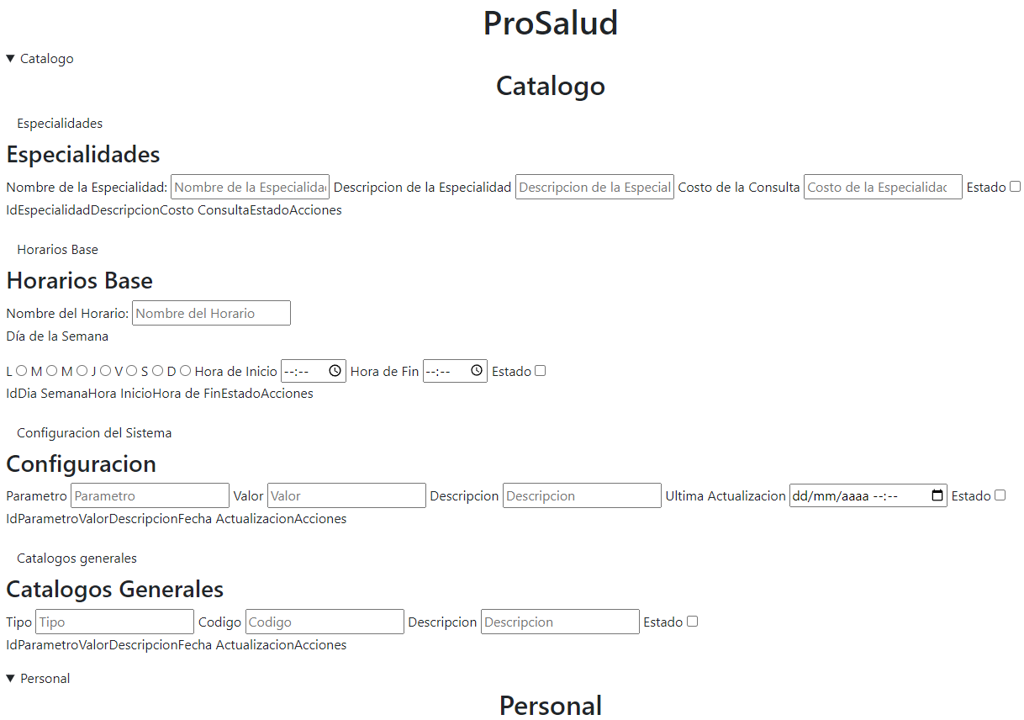 ProSalud
▼ Catalogo
Catalogo
Especialidades
Especialidades
Nombre de la Especialidad: Nombre de la Especialida Descripcion de la Especialidad Descripcion de la Especial Costo de la Consulta Costo de la Especialidad Estado
IdEspecialidadDescripcionCosto ConsultaEstadoAcciones
Horarios Base
Horarios Base
Nombre del Horario: Nombre del Horario
Día de la Semana
L M M J V S D Hora de Inicio --:-- Hora de Fin --:-- Estado
IdDia SemanaHora InicioHora de FinEstadoAcciones
Configuracion del Sistema
Configuracion
Parametro Parametro Valor Valor Descripcion Descripcion Ultima Actualizacion dd/mm/aaaa --:-- Estado
IdParametroValorDescripcionFecha ActualizacionAcciones
Catalogos generales
Catalogos Generales
Tipo Tipo Codigo Codigo Descripcion Descripcion Estado
IdParametroValorDescripcionFecha ActualizacionAcciones
▼ Personal
Personal